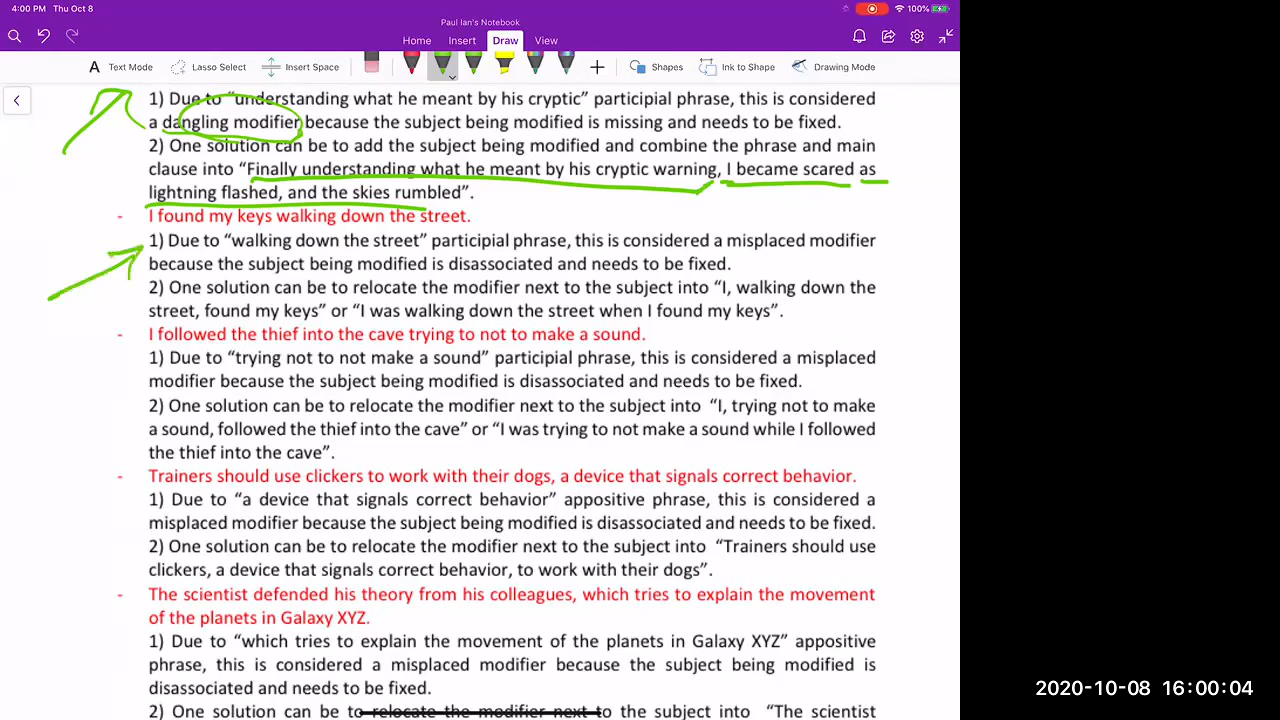 4:00 PM Thu Oct 8
100%
Paul Ian's Notebook
Home Insert Draw View
A Text Mode Lasso Select Insert Space Shapes Ink to Shape Drawing Mode
1) Due to “understanding what he meant by his cryptic” participial phrase, this is considered
a dangling modifier because the subject being modified is missing and needs to be fixed.
2) One solution can be to add the subject being modified and combine the phrase and main
clause into “Finally understanding what he meant by his cryptic warning, I became scared as
lightning flashed, and the skies rumbled”.
- I found my keys walking down the street.
1) Due to “walking down the street” participial phrase, this is considered a misplaced modifier
because the subject being modified is disassociated and needs to be fixed.
2) One solution can be to relocate the modifier next to the subject into “I, walking down the
street, found my keys” or “I was walking down the street when I found my keys”.
- I followed the thief into the cave trying to not to make a sound.
1) Due to “trying not to not make a sound” participial phrase, this is considered a misplaced
modifier because the subject being modified is disassociated and needs to be fixed.
2) One solution can be to relocate the modifier next to the subject into “I, trying not to make
a sound, followed the thief into the cave” or “I was trying to not make a sound while I followed
the thief into the cave”.
- Trainers should use clickers to work with their dogs, a device that signals correct behavior.
1) Due to “a device that signals correct behavior” appositive phrase, this is considered a
misplaced modifier because the subject being modified is disassociated and needs to be fixed.
2) One solution can be to relocate the modifier next to the subject into “Trainers should use
clickers, a device that signals correct behavior, to work with their dogs”.
- The scientist defended his theory from his colleagues, which tries to explain the movement
of the planets in Galaxy XYZ.
1) Due to “which tries to explain the movement of the planets in Galaxy XYZ” appositive
phrase, this is considered a misplaced modifier because the subject being modified is
disassociated and needs to be fixed.
2) One solution can be to relocate the modifier next to the subject into “The scientist
2020-10-08 16:00:04